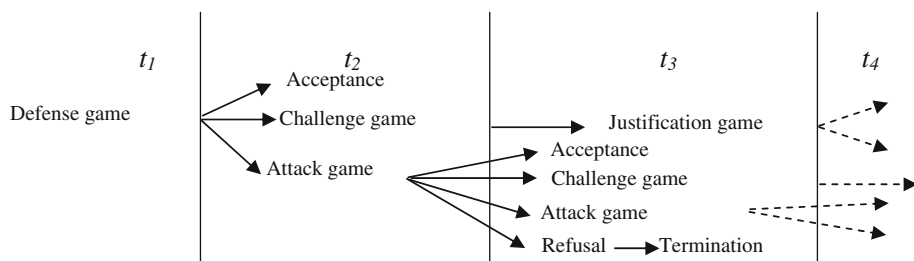 t1
t2
t3
t4
Defense game
Acceptance
Challenge game
Attack game
Justification game
Acceptance
Challenge game
Attack game
Refusal
Termination